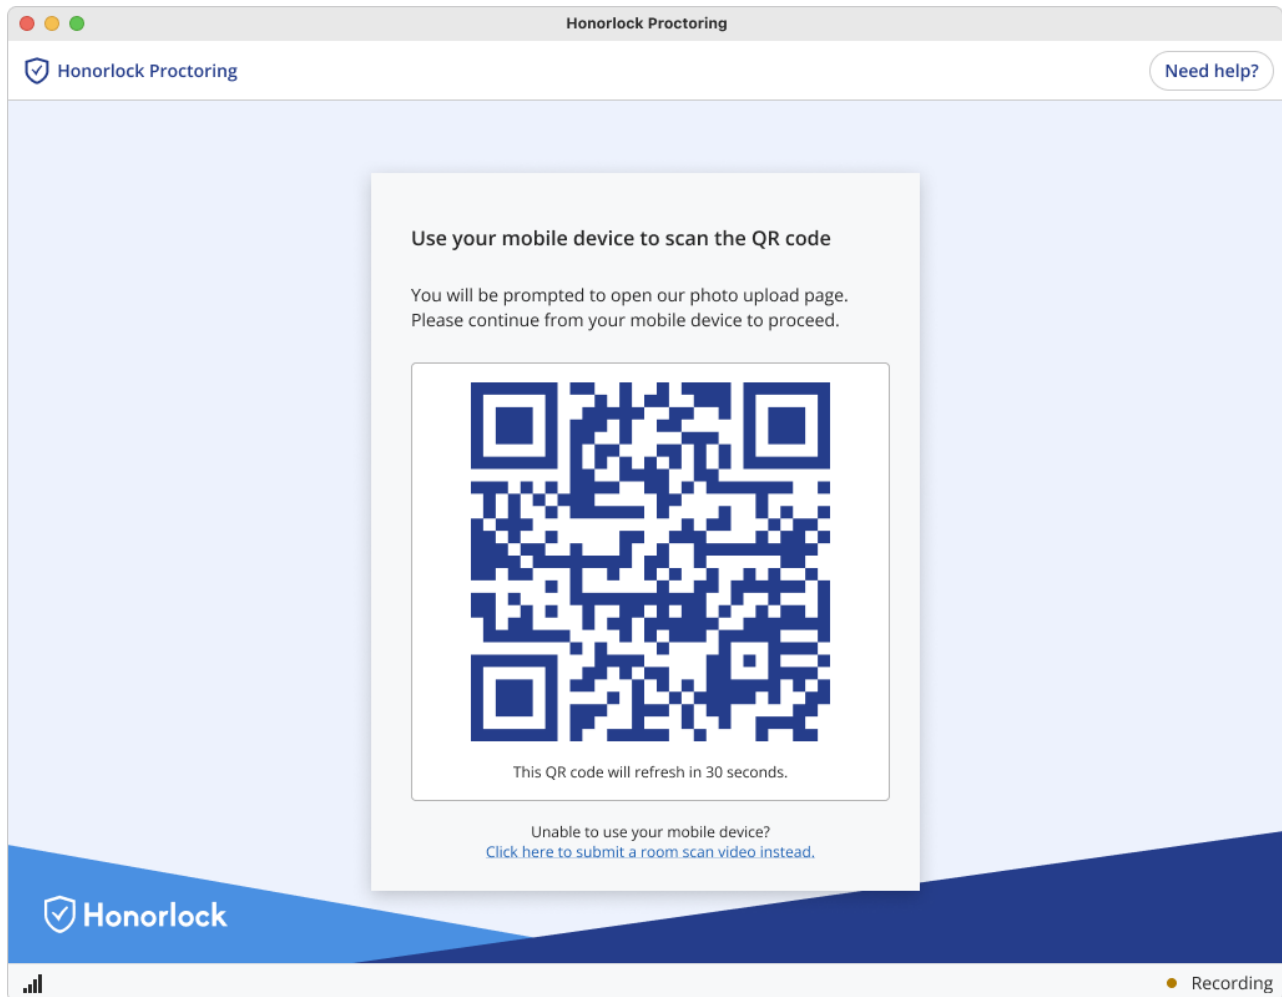 Honorlock Proctoring
Honorlock Proctoring
Need help?
Use your mobile device to scan the QR code
You will be prompted to open our photo upload page.
Please continue from your mobile device to proceed.
This QR code will refresh in 30 seconds.
Unable to use your mobile device?
Click here to submit a room scan video instead.
Honorlock
Recording